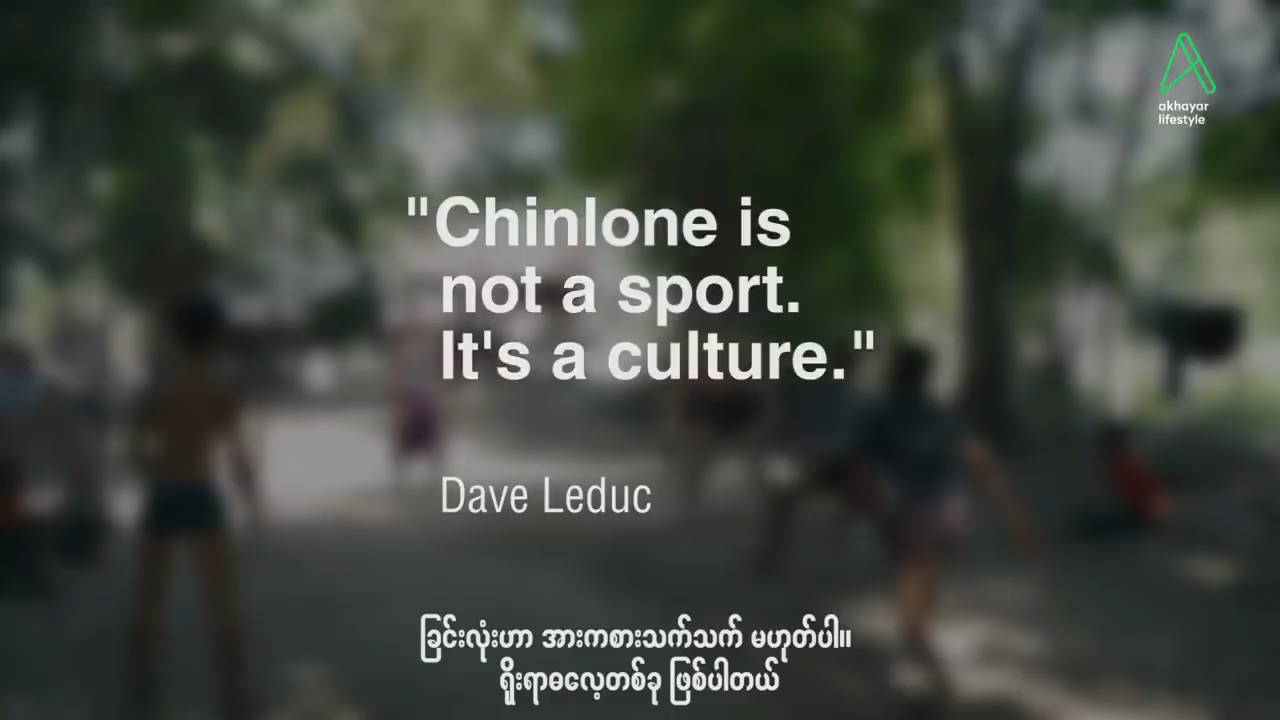 akhayar
lifestyle
"Chinlone is
not a sport.
It's a culture."
Dave Leduc
ခြင်းလုံးဟာ အားကစားသက်သက် မဟုတ်ပါ။
ရိုးရာဓလေ့တစ်ခု ဖြစ်ပါတယ်